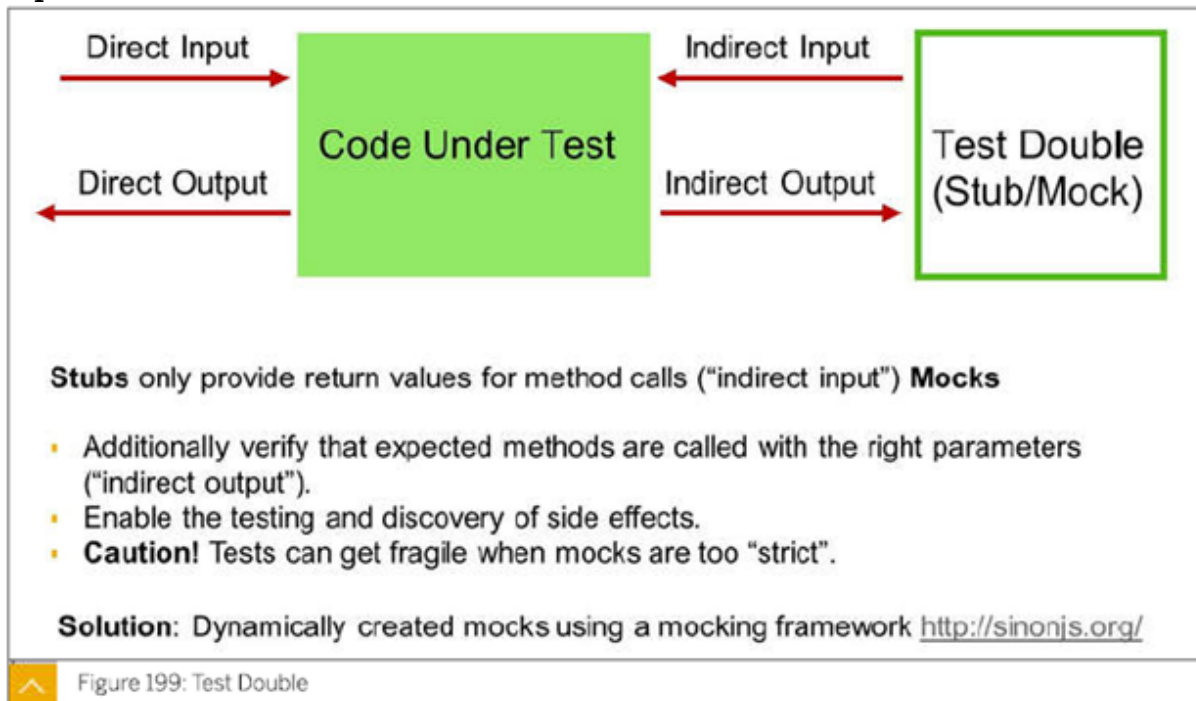 Direct Input
Indirect Input
Code Under Test
Test Double
(Stub/Mock)
Direct Output
Indirect Output
Stubs only provide return values for method calls (“indirect input”) Mocks
Additionally verify that expected methods are called with the right parameters
(“indirect output”).
Enable the testing and discovery of side effects.
Caution! Tests can get fragile when mocks are too “strict”.
Solution: Dynamically created mocks using a mocking framework http://sinonjs.org/
Figure 199: Test Double